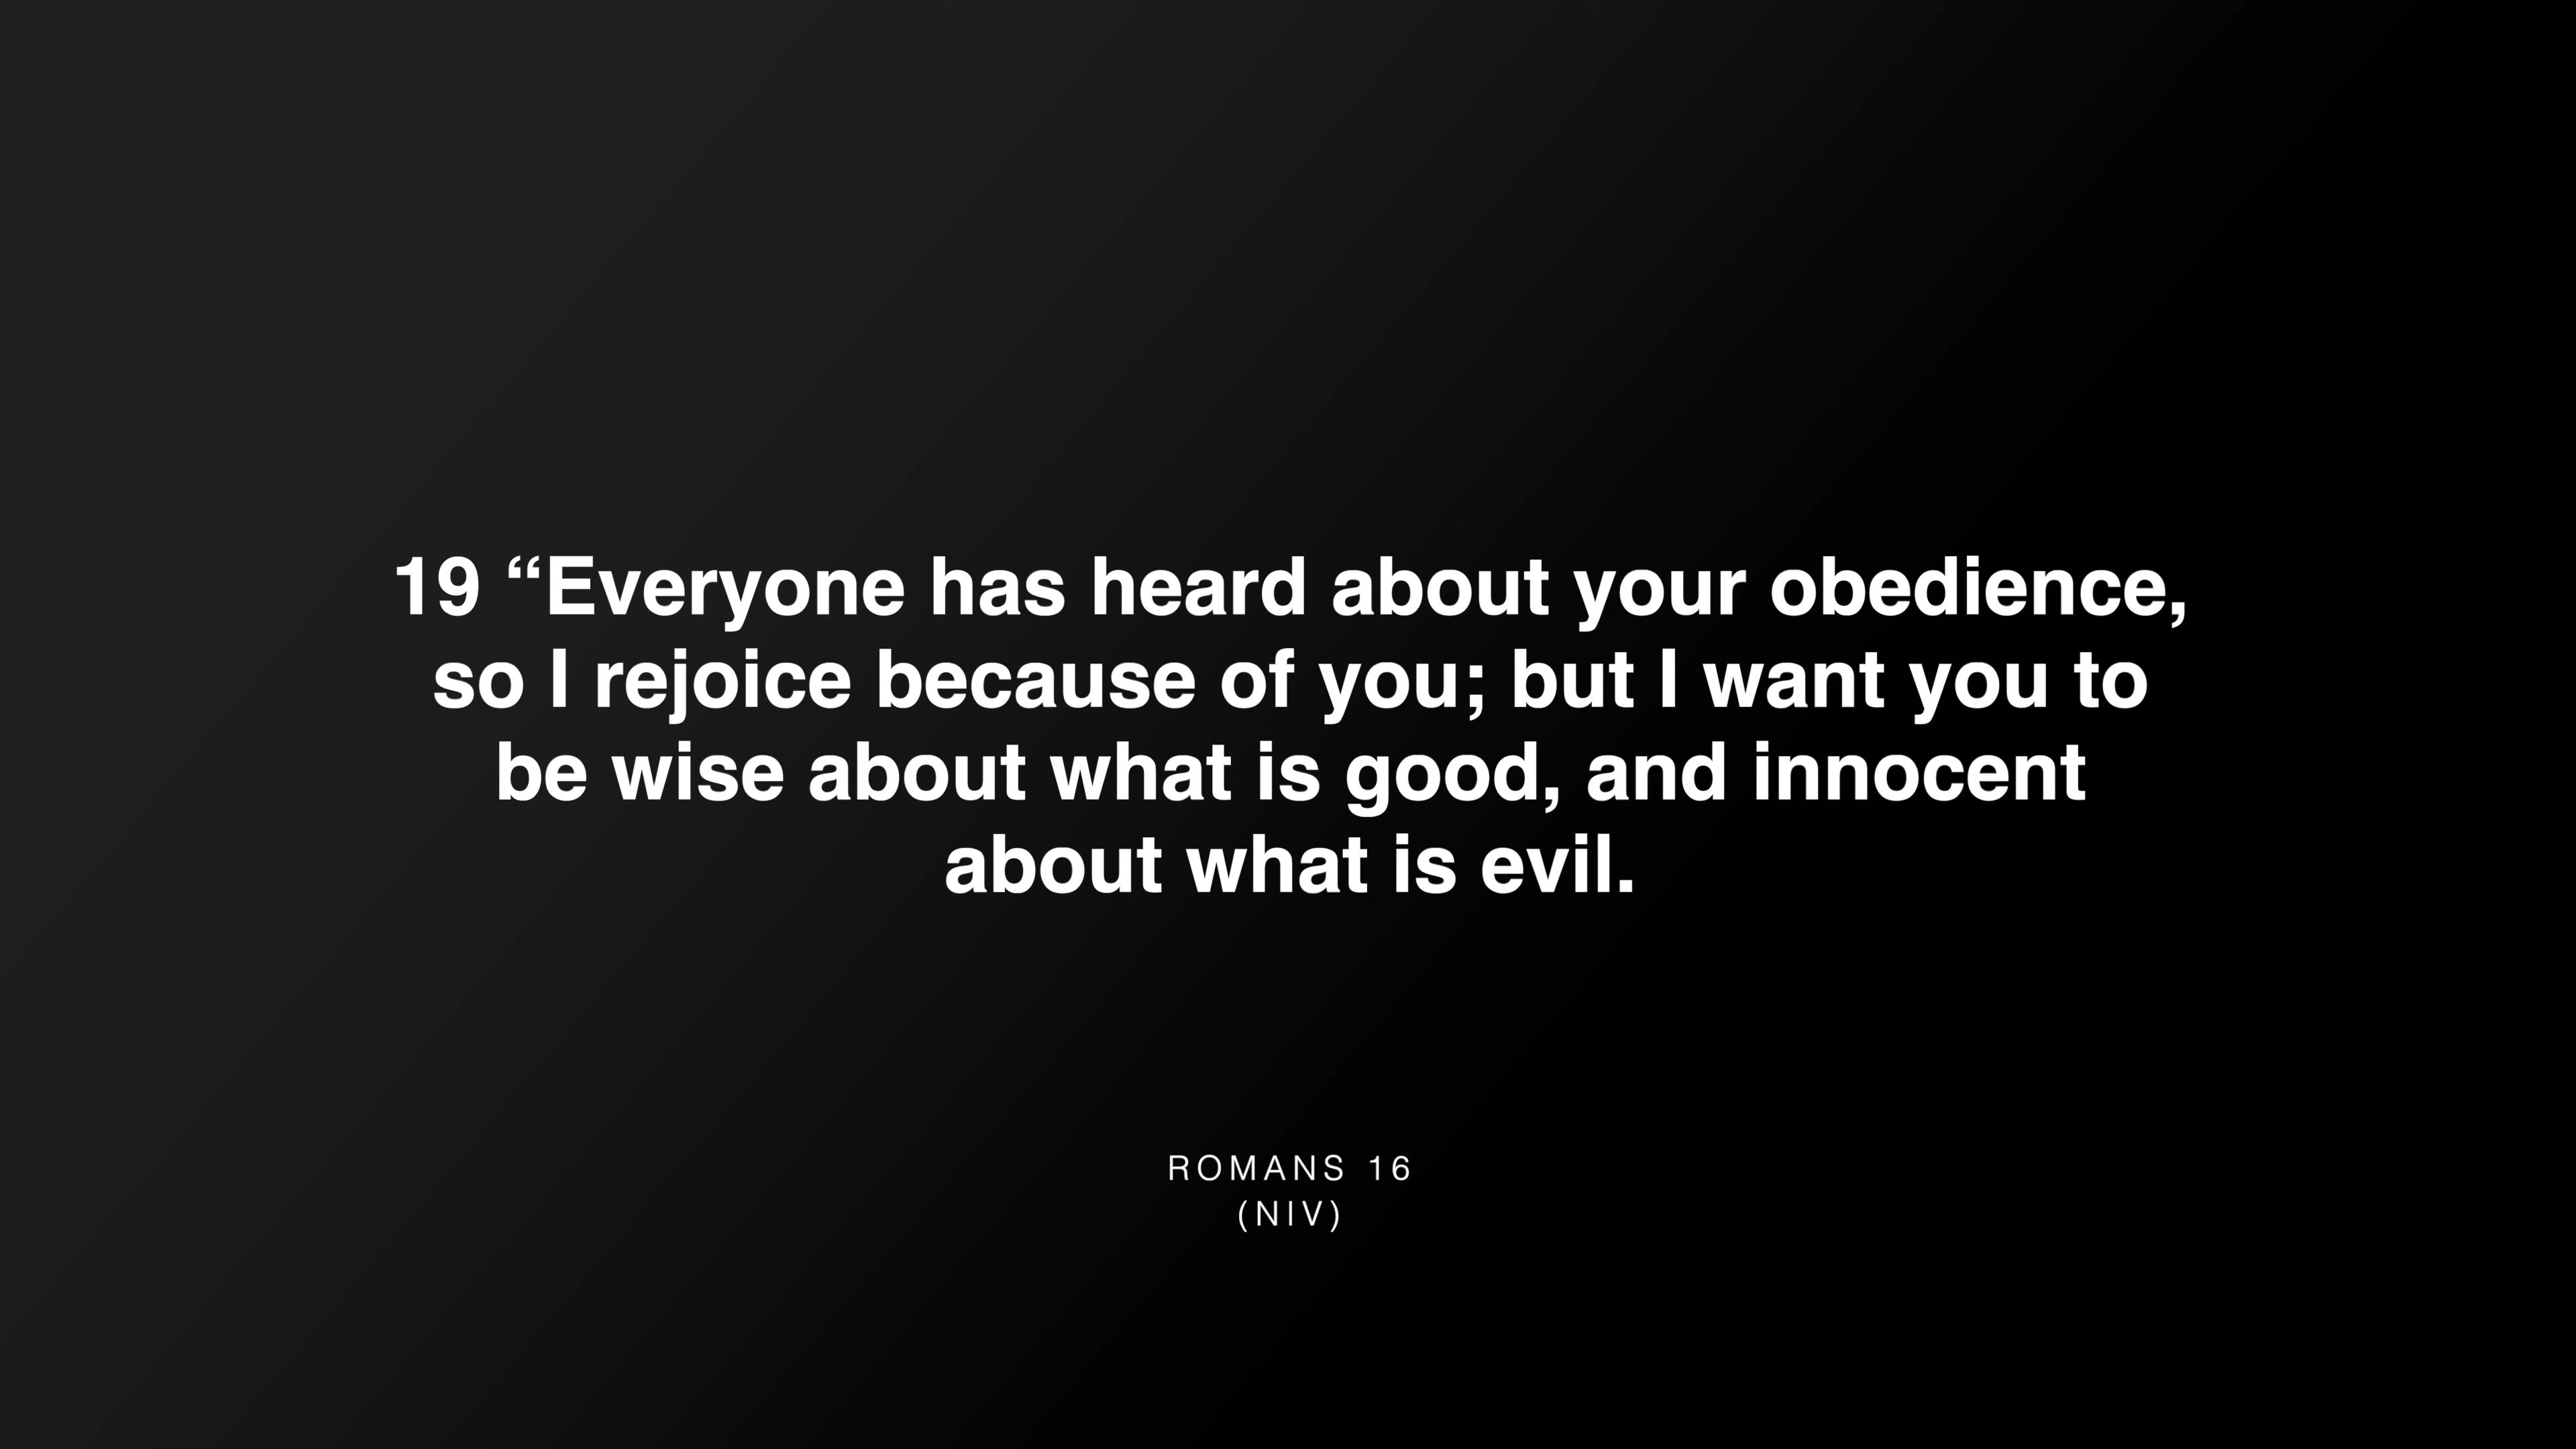 19 “Everyone has heard about your obedience,
so I rejoice because of you; but I want you to
be wise about what is good, and innocent
about what is evil.
ROMANS 16
(NIV)